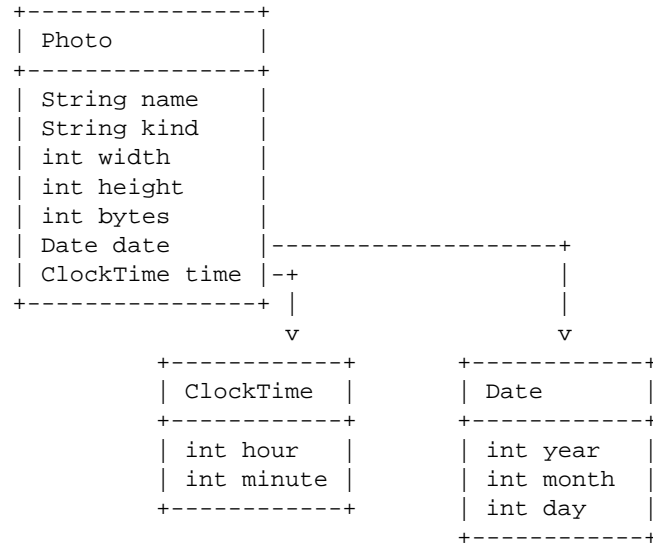 +----------------+
| Photo          |
+----------------+
| String name    |
| String kind    |
| int width      |
| int height     |
| int bytes      |
| Date date      |--------------------+
| ClockTime time |-+                  |
+----------------+ |                  |
                   v                  v
          +------------+       +------------+
          | ClockTime  |       | Date       |
          +------------+       +------------+
          | int hour   |       | int year   |
          | int minute |       | int month  |
          +------------+       | int day    |
                               +------------+